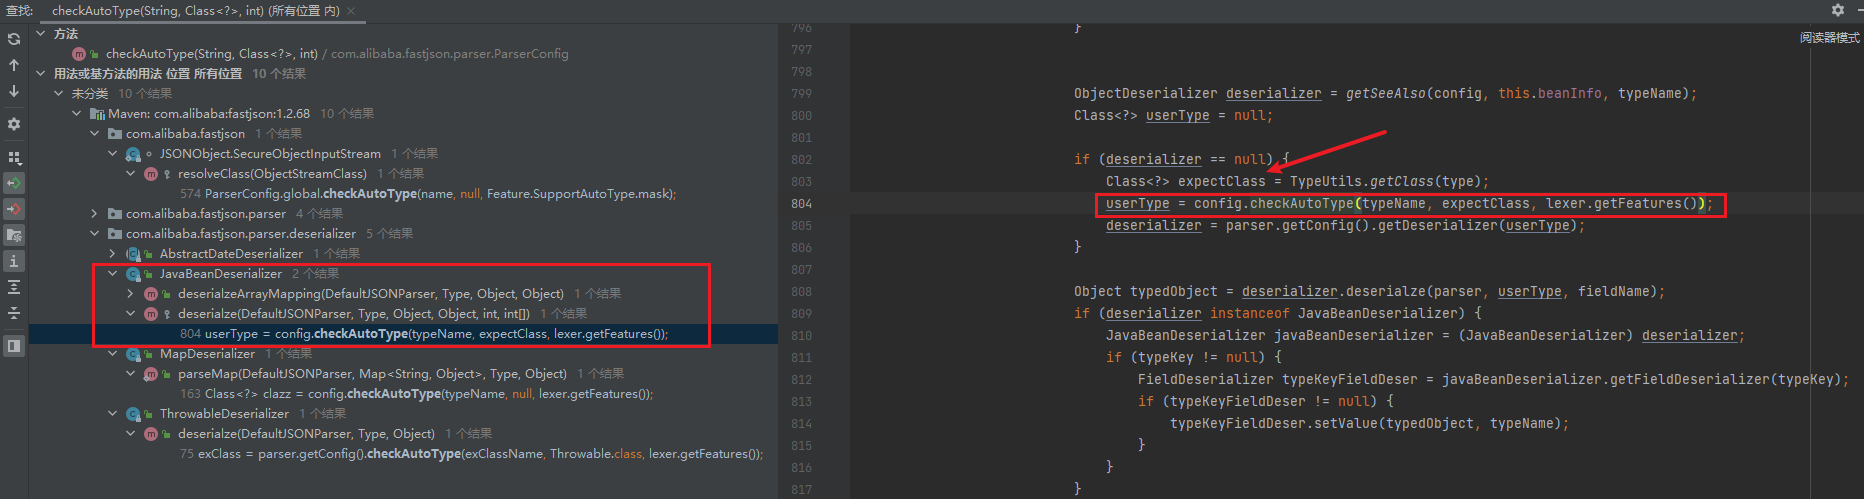 查找: checkAutoType(String, Class<?>, int) (所有位置 内) ×
方法
checkAutoType(String, Class<?>, int) / com.alibaba.fastjson.parser.ParserConfig
用法或基方法的用法 位置 所有位置 10 个结果
未分类 10 个结果
Maven: com.alibaba:fastjson:1.2.68 10 个结果
com.alibaba.fastjson 1 个结果
JSONObject.SecureObjectInputStream 1 个结果
resolveClass(ObjectStreamClass) 1 个结果
574 ParserConfig.global.checkAutoType(name, null, Feature.SupportAutoType.mask);
com.alibaba.fastjson.parser 4 个结果
com.alibaba.fastjson.parser.deserializer 5 个结果
AbstractDateDeserializer 1 个结果
JavaBeanDeserializer 2 个结果
deserialzeArrayMapping(DefaultJSONParser, Type, Object, Object) 1 个结果
deserialze(DefaultJSONParser, Type, Object, Object, int, int[]) 1 个结果
804 userType = config.checkAutoType(typeName, expectClass, lexer.getFeatures());
MapDeserializer 1 个结果
parseMap(DefaultJSONParser, Map<String, Object>, Type, Object) 1 个结果
163 Class<?> clazz = config.checkAutoType(typeName, null, lexer.getFeatures());
ThrowableDeserializer 1 个结果
deserialze(DefaultJSONParser, Type, Object) 1 个结果
75 exClass = parser.getConfig().checkAutoType(exClassName, Throwable.class, lexer.getFeatures());
阅读器模式
796 }
797
798
799 ObjectDeserializer deserializer = getSeeAlso(config, this.beanInfo, typeName);
800 Class<?> userType = null;
801
802 if (deserializer == null) {
803 Class<?> expectClass = TypeUtils.getClass(type);
804 userType = config.checkAutoType(typeName, expectClass, lexer.getFeatures());
805 deserializer = parser.getConfig().getDeserializer(userType);
806 }
807
808 Object typedObject = deserializer.deserialze(parser, userType, fieldName);
809 if (deserializer instanceof JavaBeanDeserializer) {
810 JavaBeanDeserializer javaBeanDeserializer = (JavaBeanDeserializer) deserializer;
811 if (typeKey != null) {
812 FieldDeserializer typeKeyFieldDeser = javaBeanDeserializer.getFieldDeserializer(typeKey);
813 if (typeKeyFieldDeser != null) {
814 typeKeyFieldDeser.setValue(typedObject, typeName);
815 }
816 }
817 }